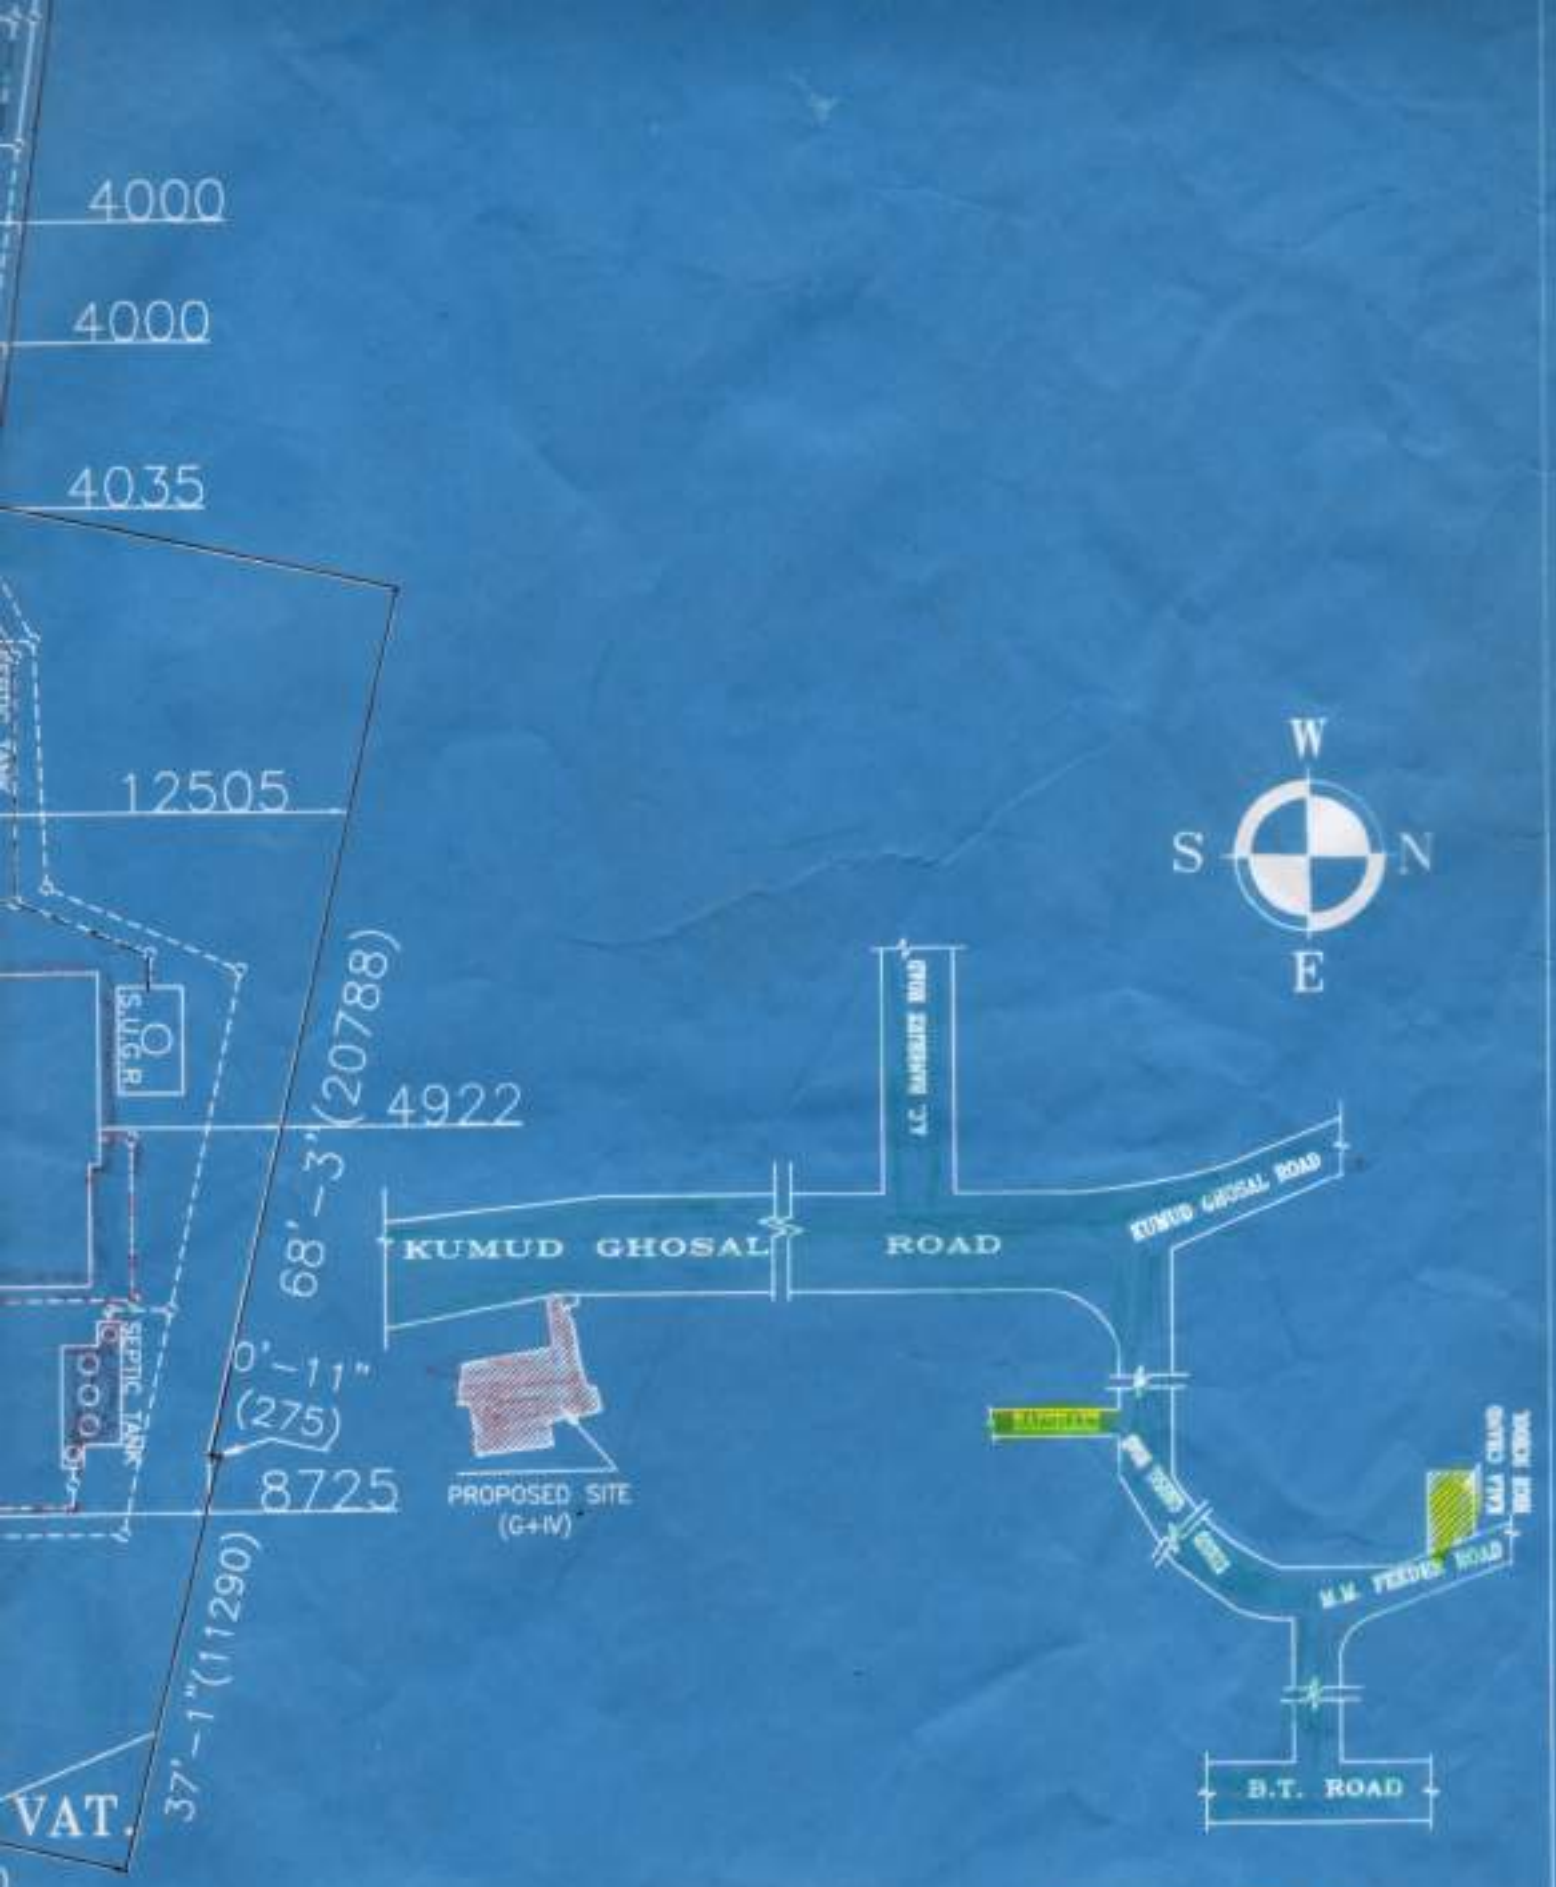 4000
4000
4035
12505
S.U.G.R
68'-3"(20788)
4922
SEPTIC TANK
0'-11"
(275)
8725
37'-1"(11290)
VAT.
W
S
N
E
A.C. BANERJEE ROAD
KUMUD GHOSAL ROAD
KUMUD GHOSAL ROAD
PROPOSED SITE
(G+IV)
KALA CHAND
HIGH SCHOOL
M.M. FEEDER ROAD
B.T. ROAD